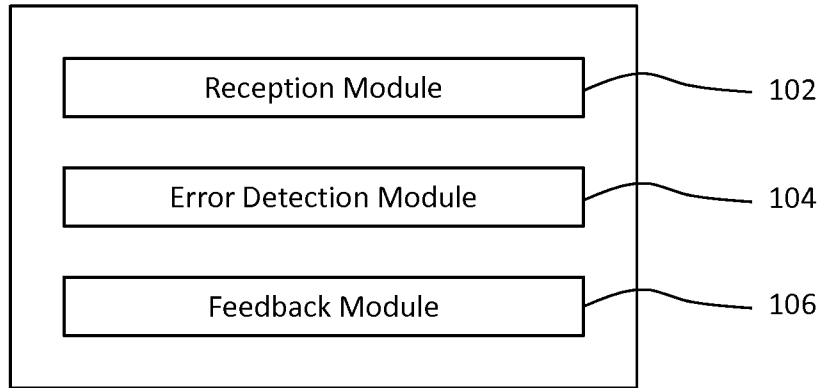 Reception Module 102
Error Detection Module 104
Feedback Module 106